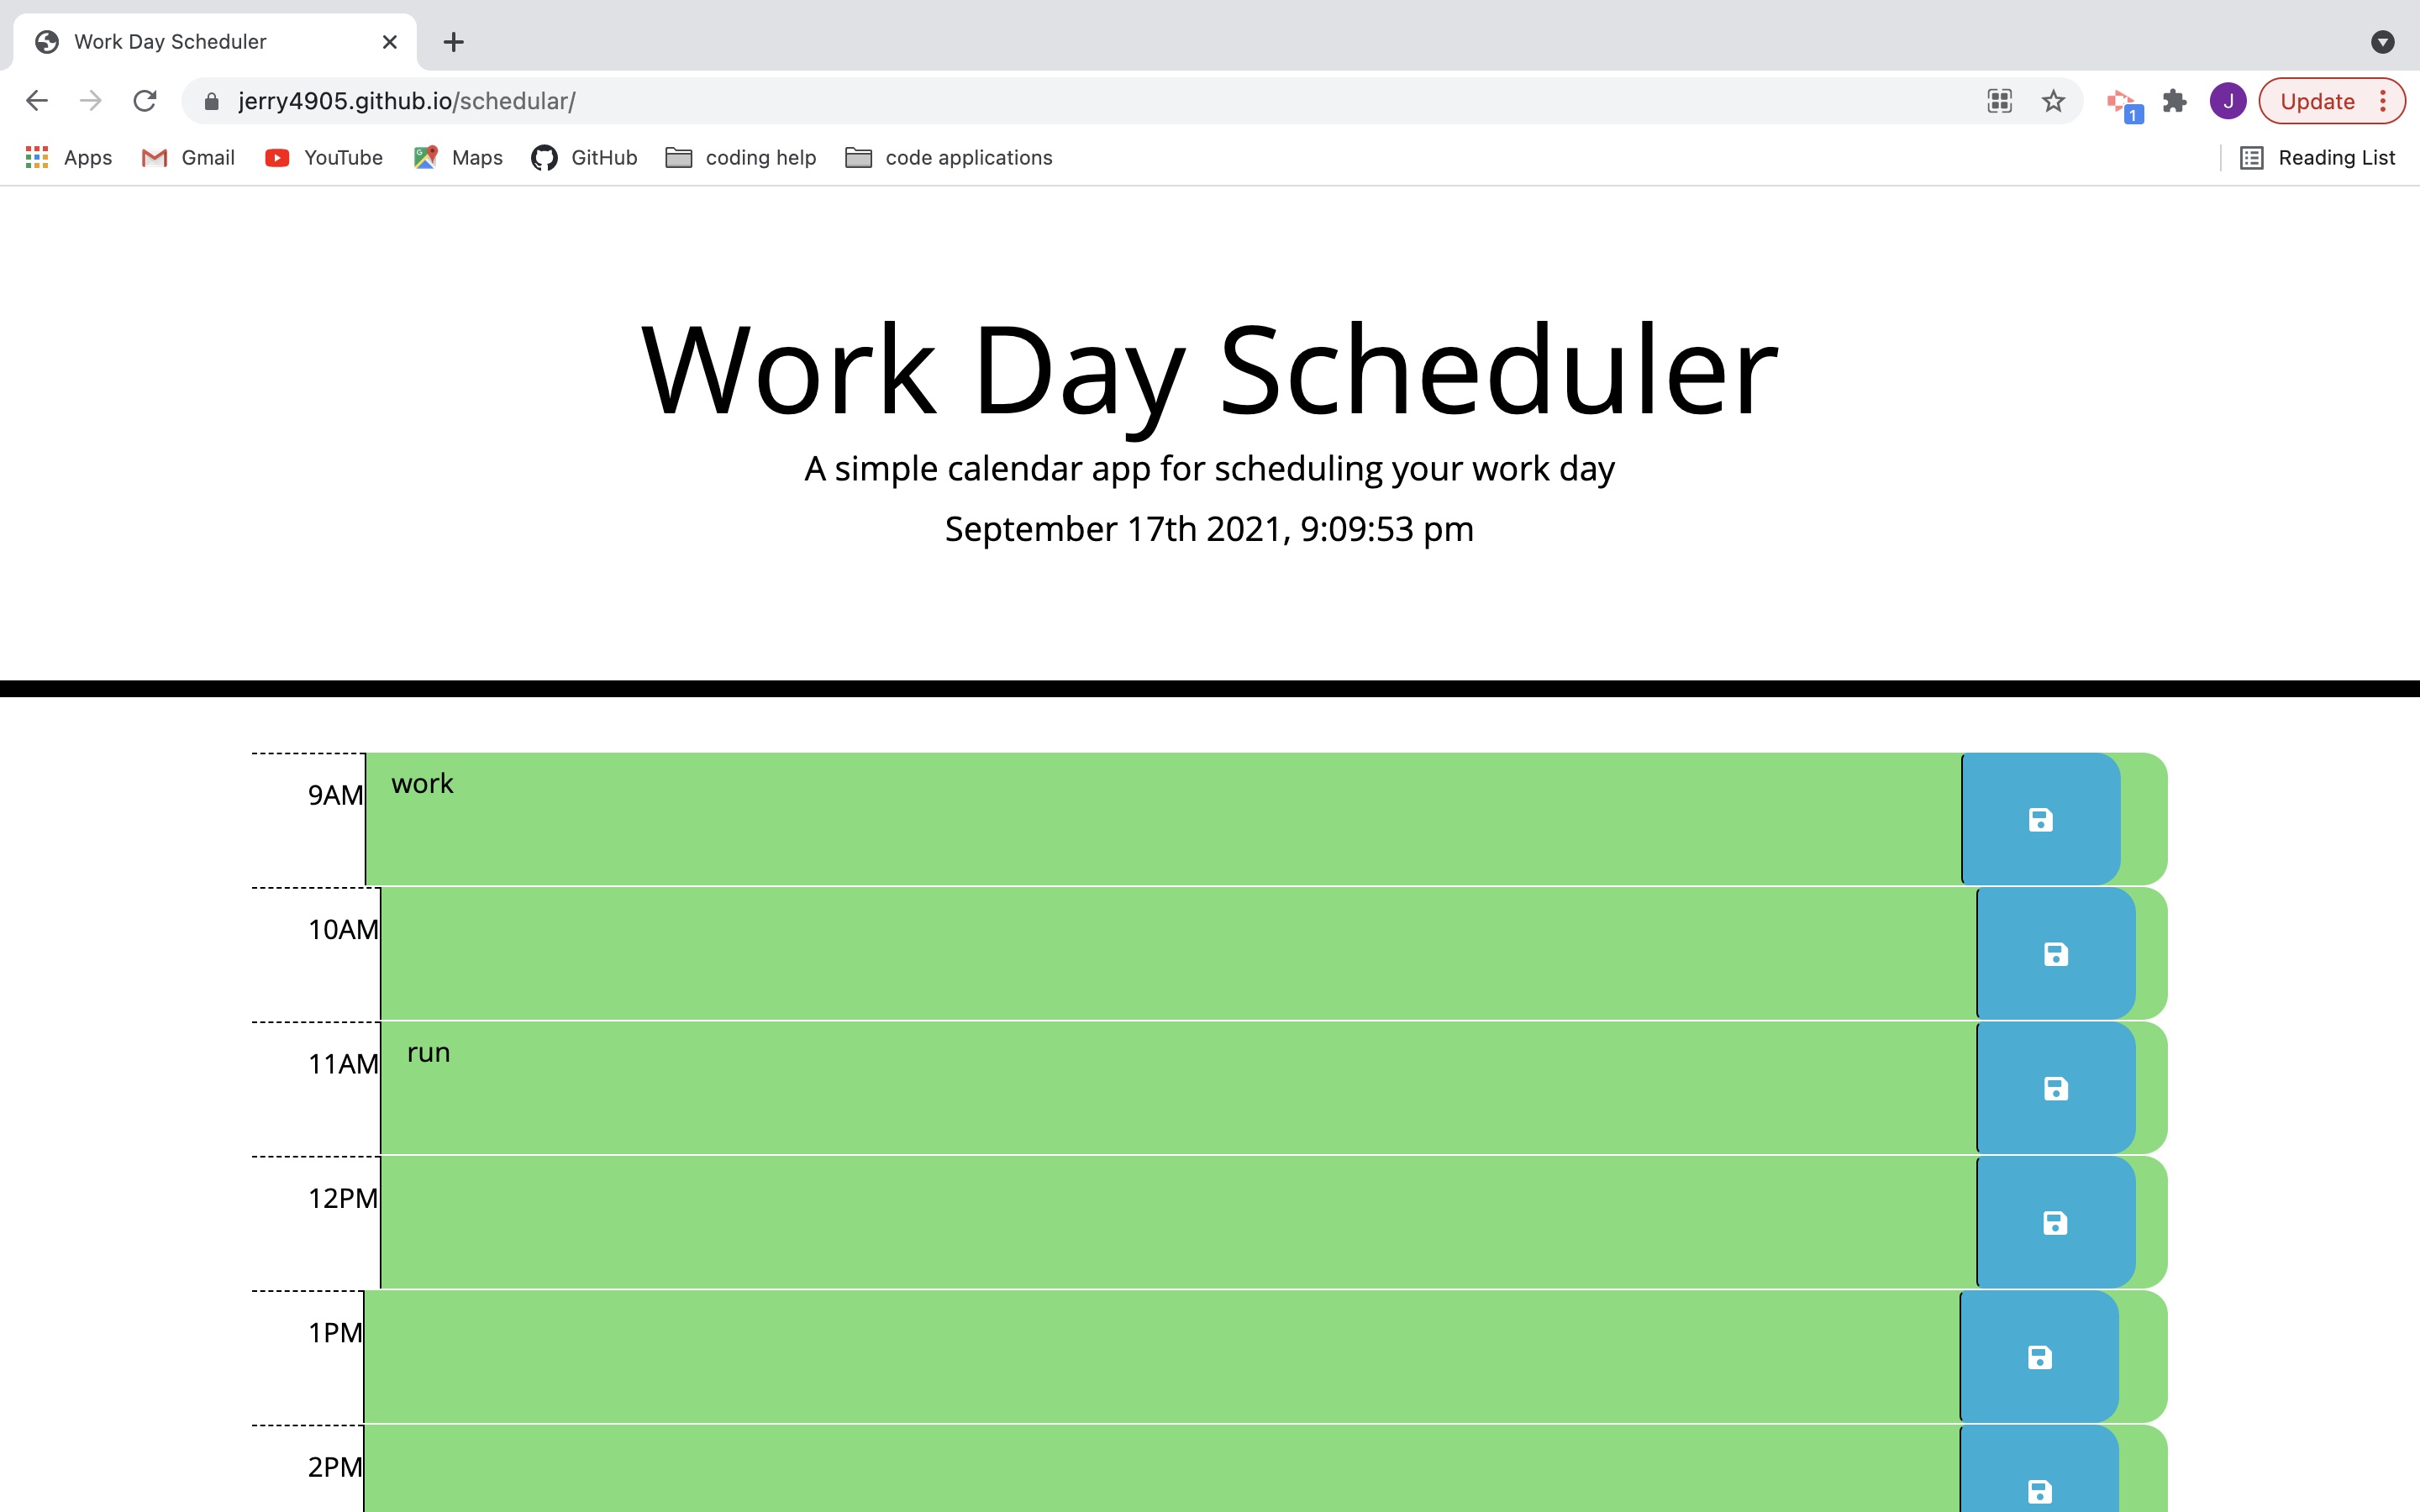 Work Day Scheduler
jerry4905.github.io/schedular/
J
Update
1
Apps Gmail YouTube Maps GitHub coding help code applications Reading List
Work Day Scheduler
A simple calendar app for scheduling your work day
September 17th 2021, 9:09:53 pm
9AM work
10AM
11AM run
12PM
1PM
2PM